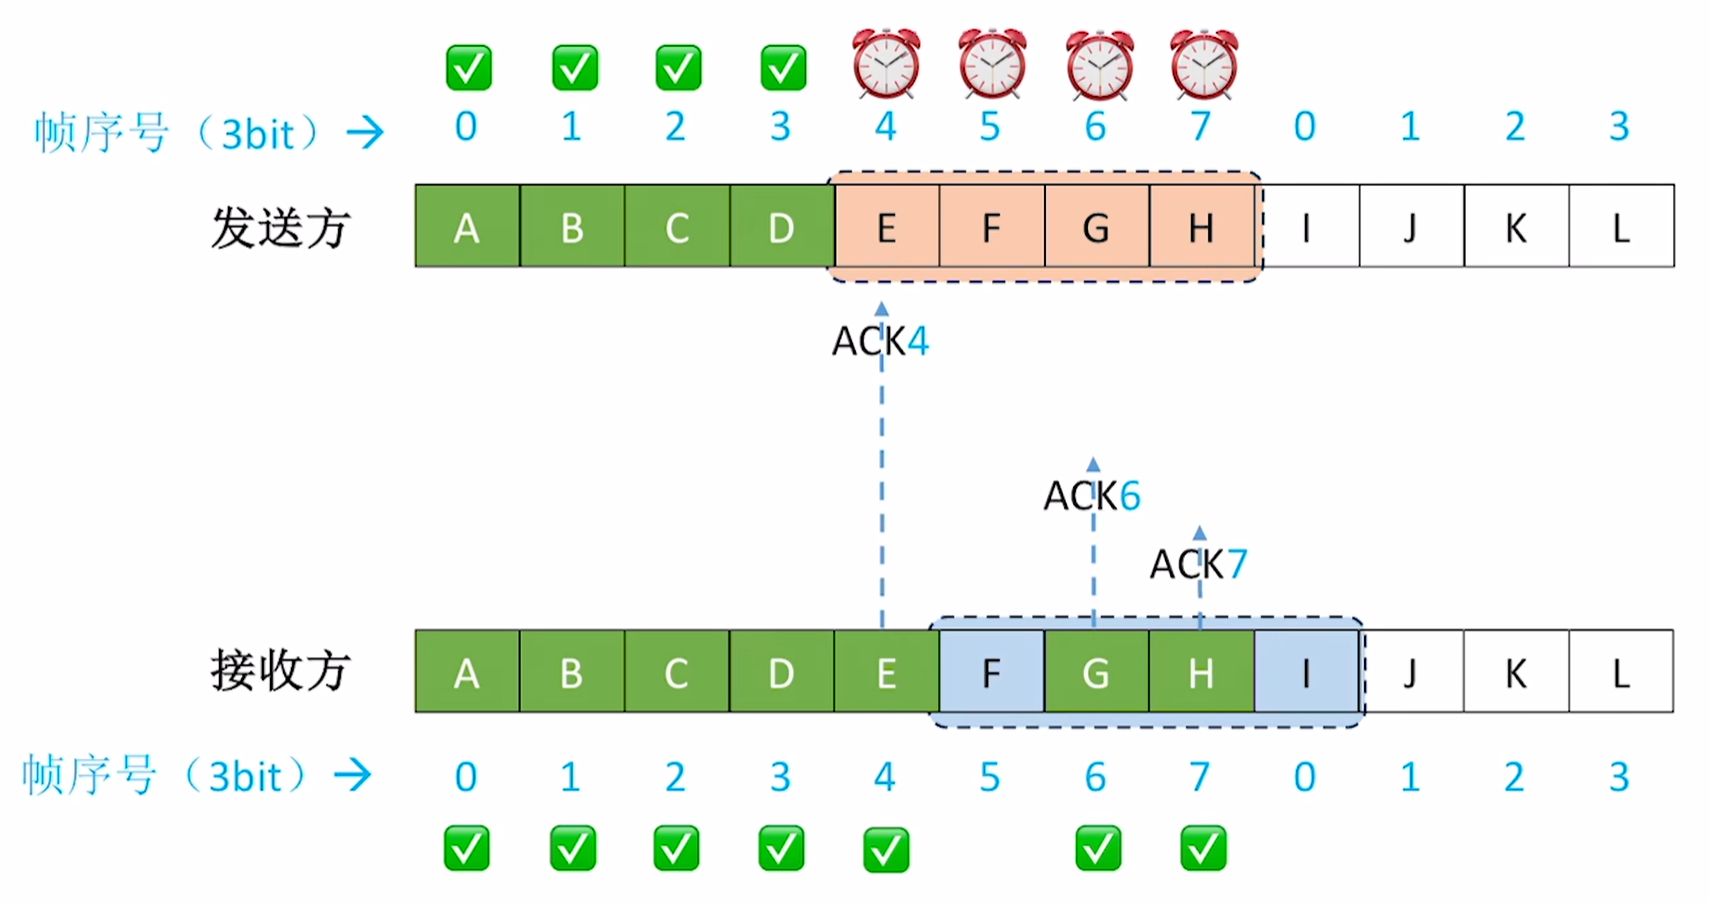 帧序号（3bit）→ 0 1 2 3 4 5 6 7 0 1 2 3
发送方 A B C D E F G H I J K L
ACK4
ACK6
ACK7
接收方 A B C D E F G H I J K L
帧序号（3bit）→ 0 1 2 3 4 5 6 7 0 1 2 3